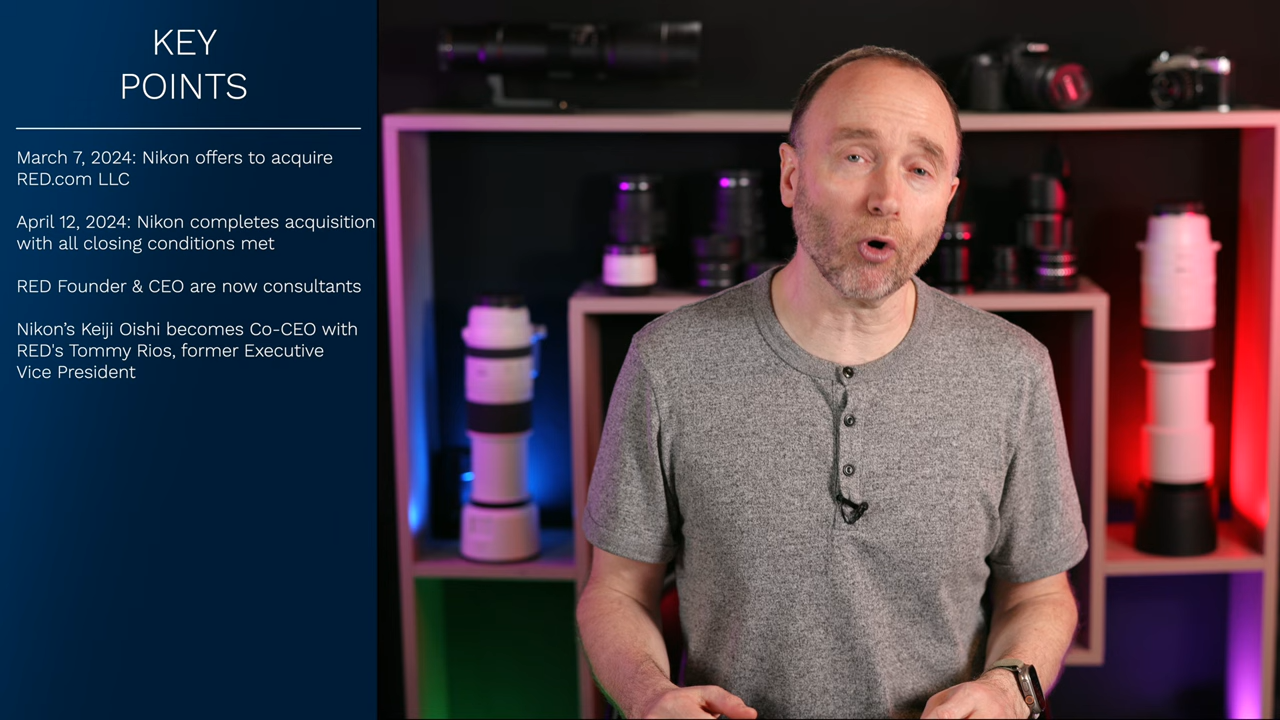 KEY
POINTS
March 7, 2024: Nikon offers to acquire
RED.com LLC
April 12, 2024: Nikon completes acquisition
with all closing conditions met
RED Founder & CEO are now consultants
Nikon’s Keiji Oishi becomes Co-CEO with
RED's Tommy Rios, former Executive
Vice President